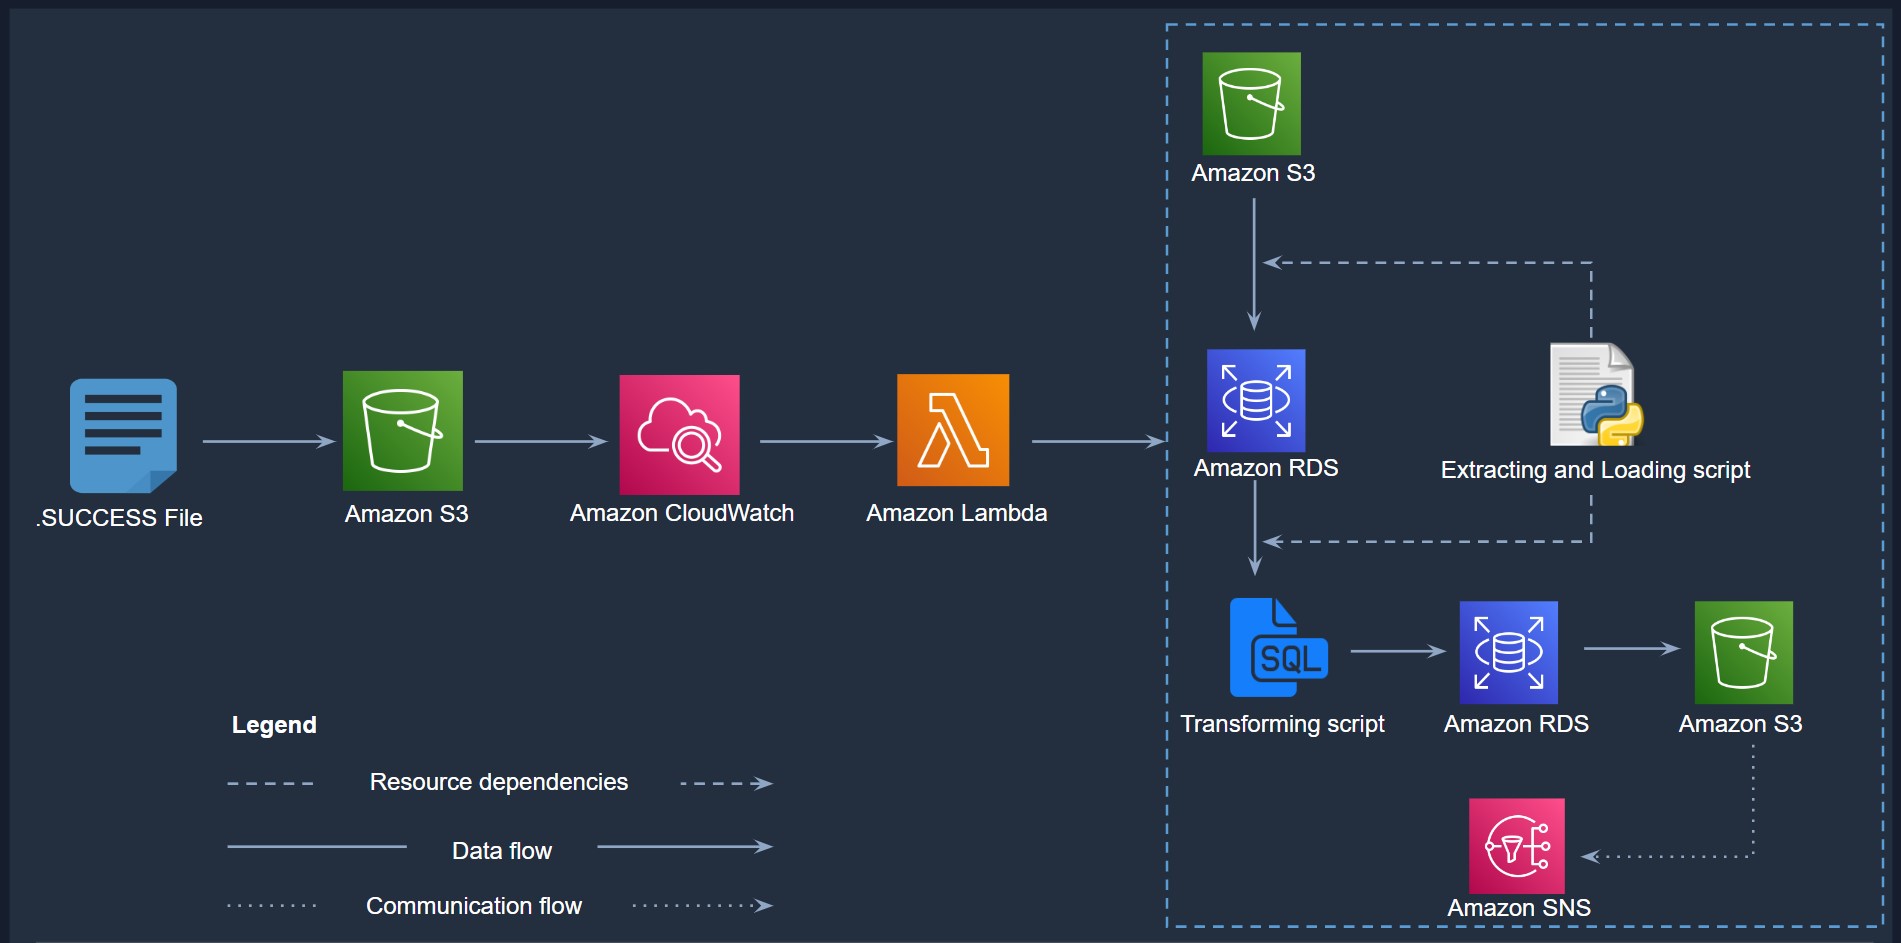 Amazon S3
Amazon RDS
Extracting and Loading script
.SUCCESS File
Amazon S3
Amazon CloudWatch
Amazon Lambda
SQL
Transforming script
Amazon RDS
Amazon S3
Amazon SNS
Legend
Resource dependencies
Data flow
Communication flow